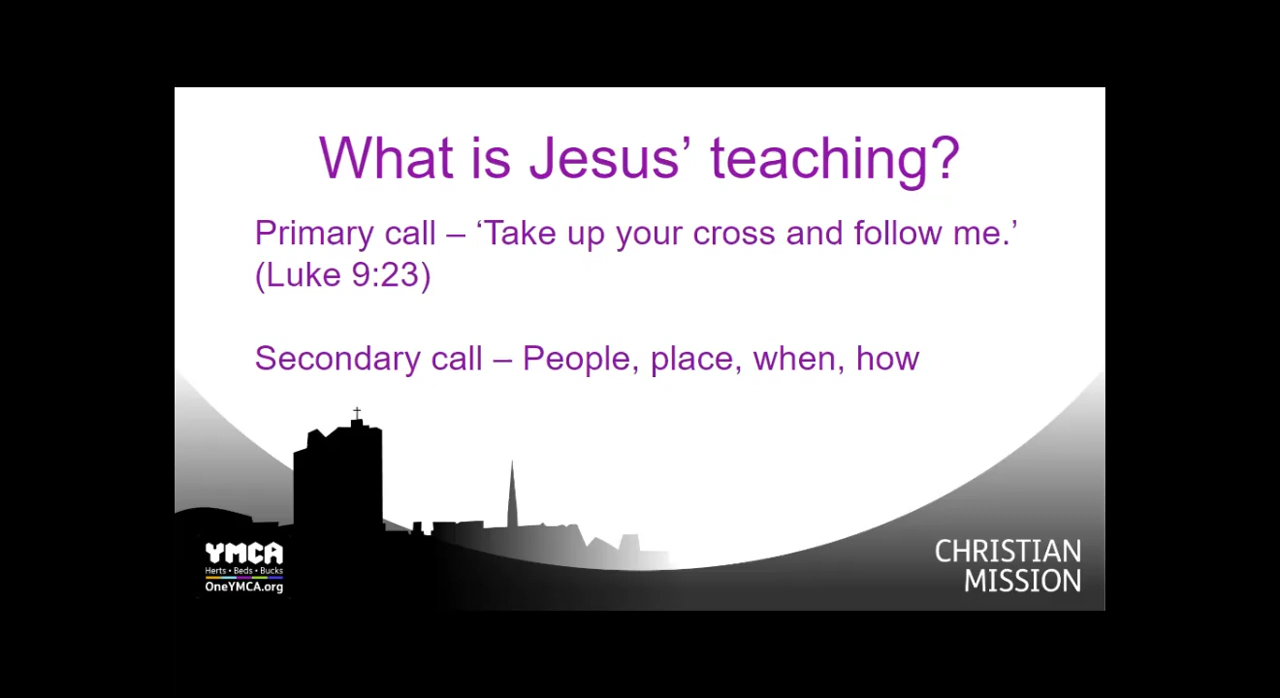 What is Jesus’ teaching?
Primary call – ‘Take up your cross and follow me.’
(Luke 9:23)
Secondary call – People, place, when, how
YMCA
Herts • Beds • Bucks
OneYMCA.org
CHRISTIAN
MISSION